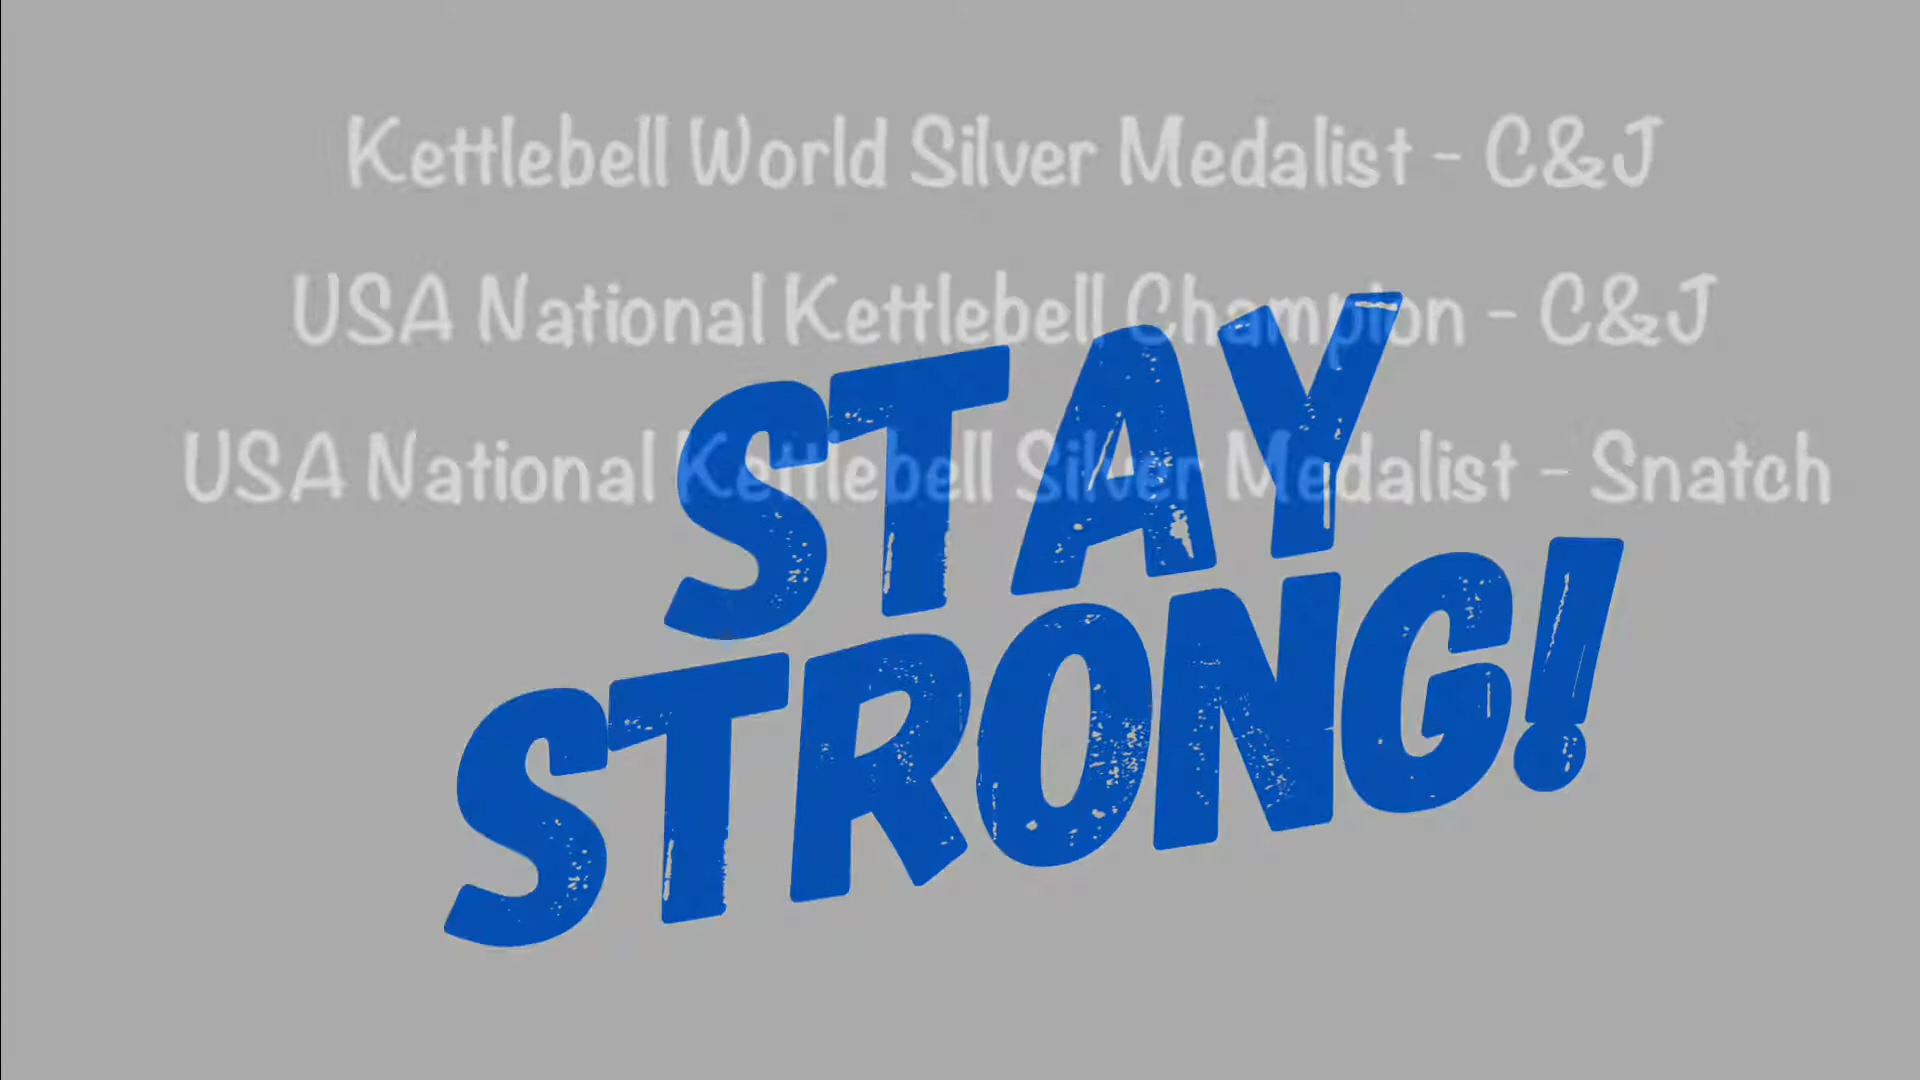 Kettlebell World Silver Medalist - C&J
USA National Kettlebell Champion - C&J
USA National Kettlebell Silver Medalist - Snatch
STAY
STRONG!